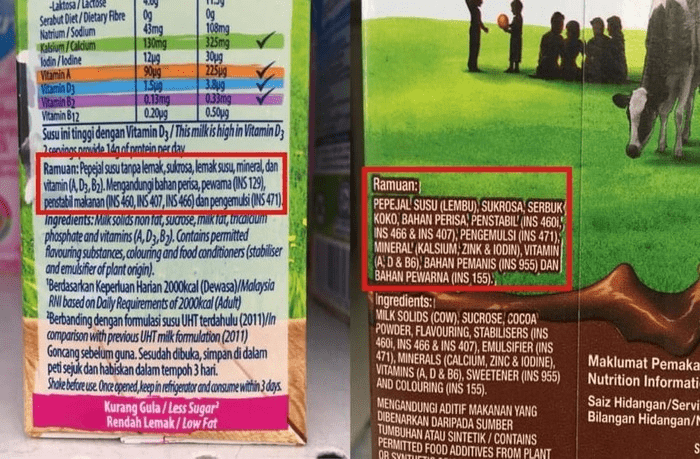 -Laktosa / Lactose 4.0g 11.5g
Serabut Diet / Dietary Fibre 0g 0g
Natrium / Sodium 43mg 108mg
Kalsium / Calcium 130mg 325mg ✓
Iodin / Iodine 12µg 30µg
Vitamin A 90µg 225µg ✓
Vitamin D3 1.5µg 3.8µg ✓
Vitamin B2 0.13mg 0.33mg ✓
Vitamin B12 0.20µg 0.50µg
Susu ini tinggi dengan Vitamin D3 / This milk is high in Vitamin D3
2 servings provide 14g of protein per day
Ramuan: Pepejal susu tanpa lemak, sukrosa, lemak susu, mineral, dan
vitamin (A, D3, B2). Mengandungi bahan perisa, pewarna (INS 129),
penstabil makanan (INS 460, INS 407, INS 466) dan pengemulsi (INS 471).
Ingredients: Milk solids non fat, sucrose, milk fat, tricalcium
phosphate and vitamins (A, D3, B2). Contains permitted
flavouring substances, colouring and food conditioners (stabiliser
and emulsifier of plant origin).
¹Berdasarkan Keperluan Harian 2000kcal (Dewasa)/Malaysia
RNI based on Daily Requirements of 2000kcal (Adult)
²Berbanding dengan formulasi susu UHT terdahulu (2011)/In
comparison with previous UHT milk formulation (2011)
Goncang sebelum guna. Sesudah dibuka, simpan di dalam
peti sejuk dan habiskan dalam tempoh 3 hari.
Shake before use. Once opened, keep in refrigerator and consume within 3 days.
Kurang Gula / Less Sugar²
Rendah Lemak / Low Fat
Ramuan:
PEPEJAL SUSU (LEMBU), SUKROSA, SERBUK
KOKO, BAHAN PERISA, PENSTABIL (INS 460i,
INS 466 & INS 407), PENGEMULSI (INS 471),
MINERAL (KALSIUM, ZINK & IODIN), VITAMIN
(A, D & B6), BAHAN PEMANIS (INS 955) DAN
BAHAN PEWARNA (INS 155).
Ingredients:
MILK SOLIDS (COW), SUCROSE, COCOA
POWDER, FLAVOURING, STABILISERS (INS
460i, INS 466 & INS 407), EMULSIFIER (INS
471), MINERALS (CALCIUM, ZINC & IODINE),
VITAMINS (A, D & B6), SWEETENER (INS 955)
AND COLOURING (INS 155).
MENGANDUNGI ADITIF MAKANAN YANG
DIBENARKAN DARIPADA SUMBER
TUMBUHAN ATAU SINTETIK / CONTAINS
PERMITTED FOOD ADDITIVES FROM PLANT
Maklumat Pemaka
Nutrition Informati
Saiz Hidangan/Serv
Bilangan Hidangan/